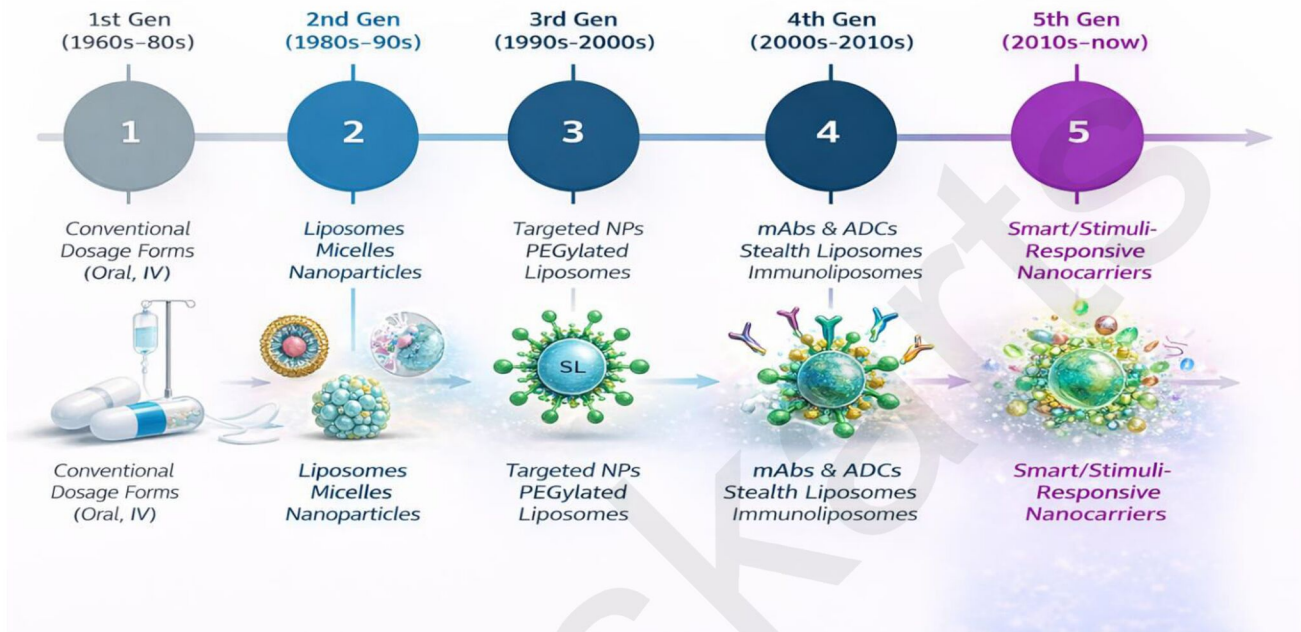 1st Gen
(1960s–80s)
2nd Gen
(1980s–90s)
3rd Gen
(1990s-2000s)
4th Gen
(2000s-2010s)
5th Gen
(2010s–now)
1
2
3
4
5
Conventional
Dosage Forms
(Oral, IV)
Liposomes
Micelles
Nanoparticles
Targeted NPs
PEGylated
Liposomes
mAbs & ADCs
Stealth Liposomes
Immunoliposomes
Smart/Stimuli-
Responsive
Nanocarriers
SL
Conventional
Dosage Forms
(Oral, IV)
Liposomes
Micelles
Nanoparticles
Targeted NPs
PEGylated
Liposomes
mAbs & ADCs
Stealth Liposomes
Immunoliposomes
Smart/Stimuli-
Responsive
Nanocarriers